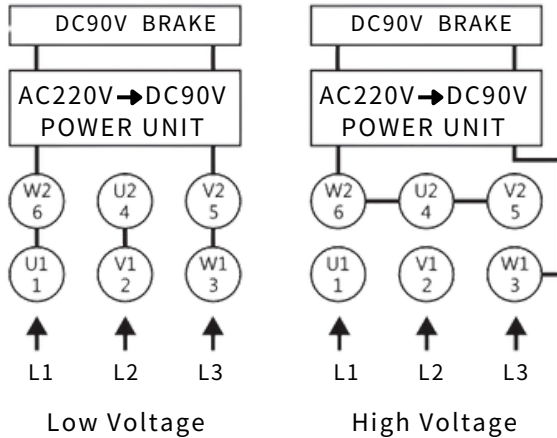 DC90V BRAKE
AC220V→DC90V
POWER UNIT
W2 6
U2 4
V2 5
U1 1
V1 2
W1 3
L1 L2 L3
Low Voltage
DC90V BRAKE
AC220V→DC90V
POWER UNIT
W2 6
U2 4
V2 5
U1 1
V1 2
W1 3
L1 L2 L3
High Voltage